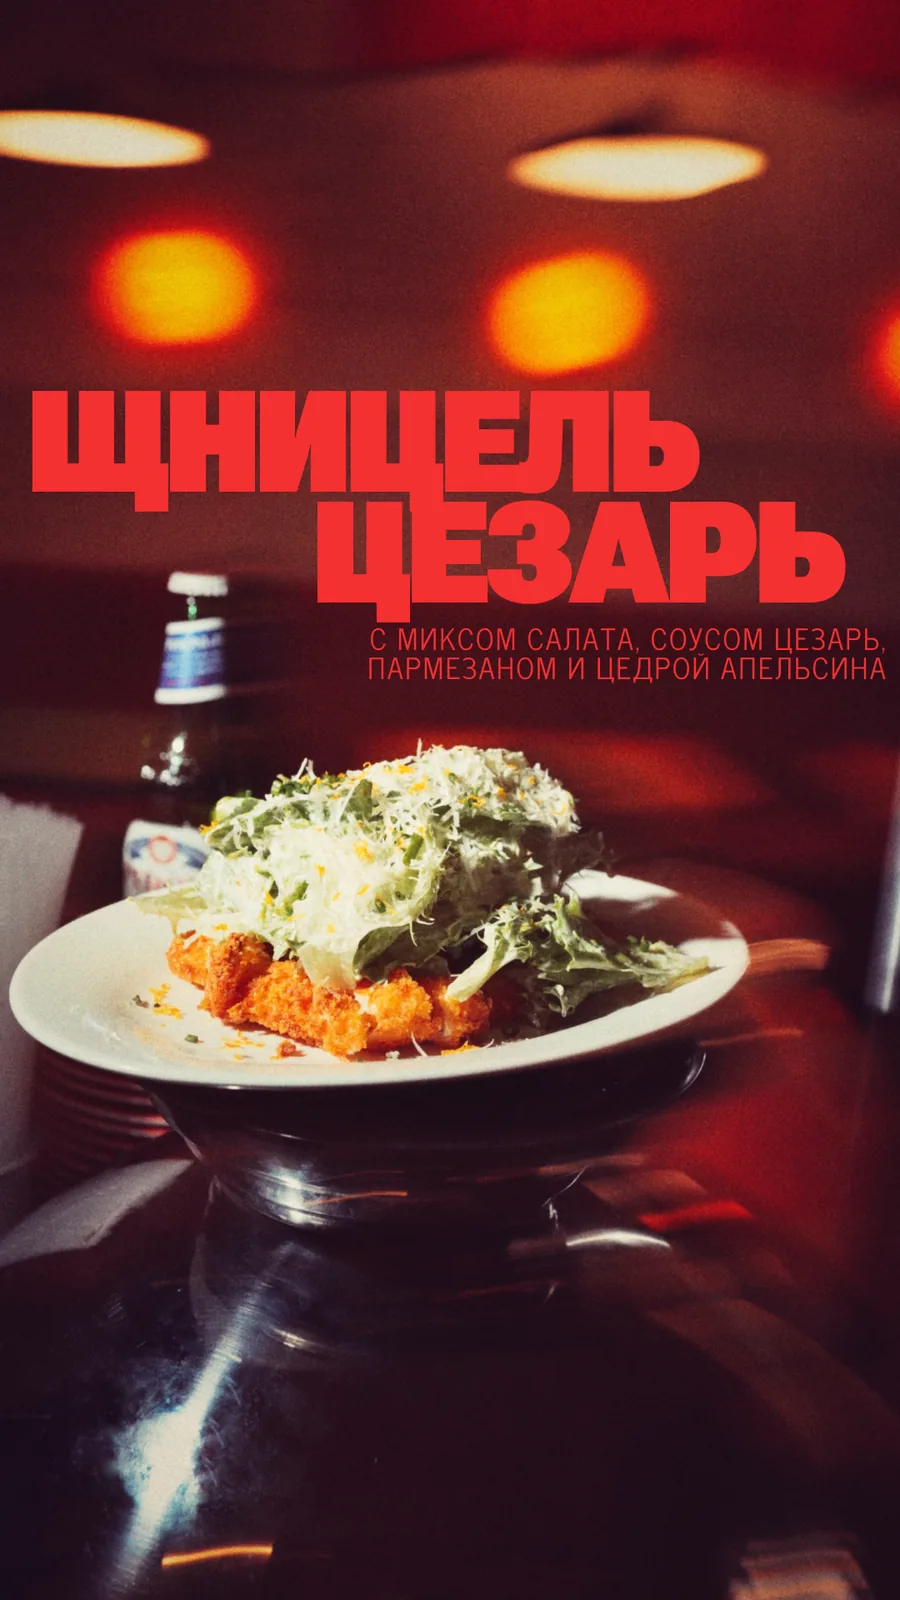 ЩНИЦЕЛЬ
ЦЕЗАРЬ
С МИКСОМ САЛАТА, СОУСОМ ЦЕЗАРЬ,
ПАРМЕЗАНОМ И ЦЕДРОЙ АПЕЛЬСИНА